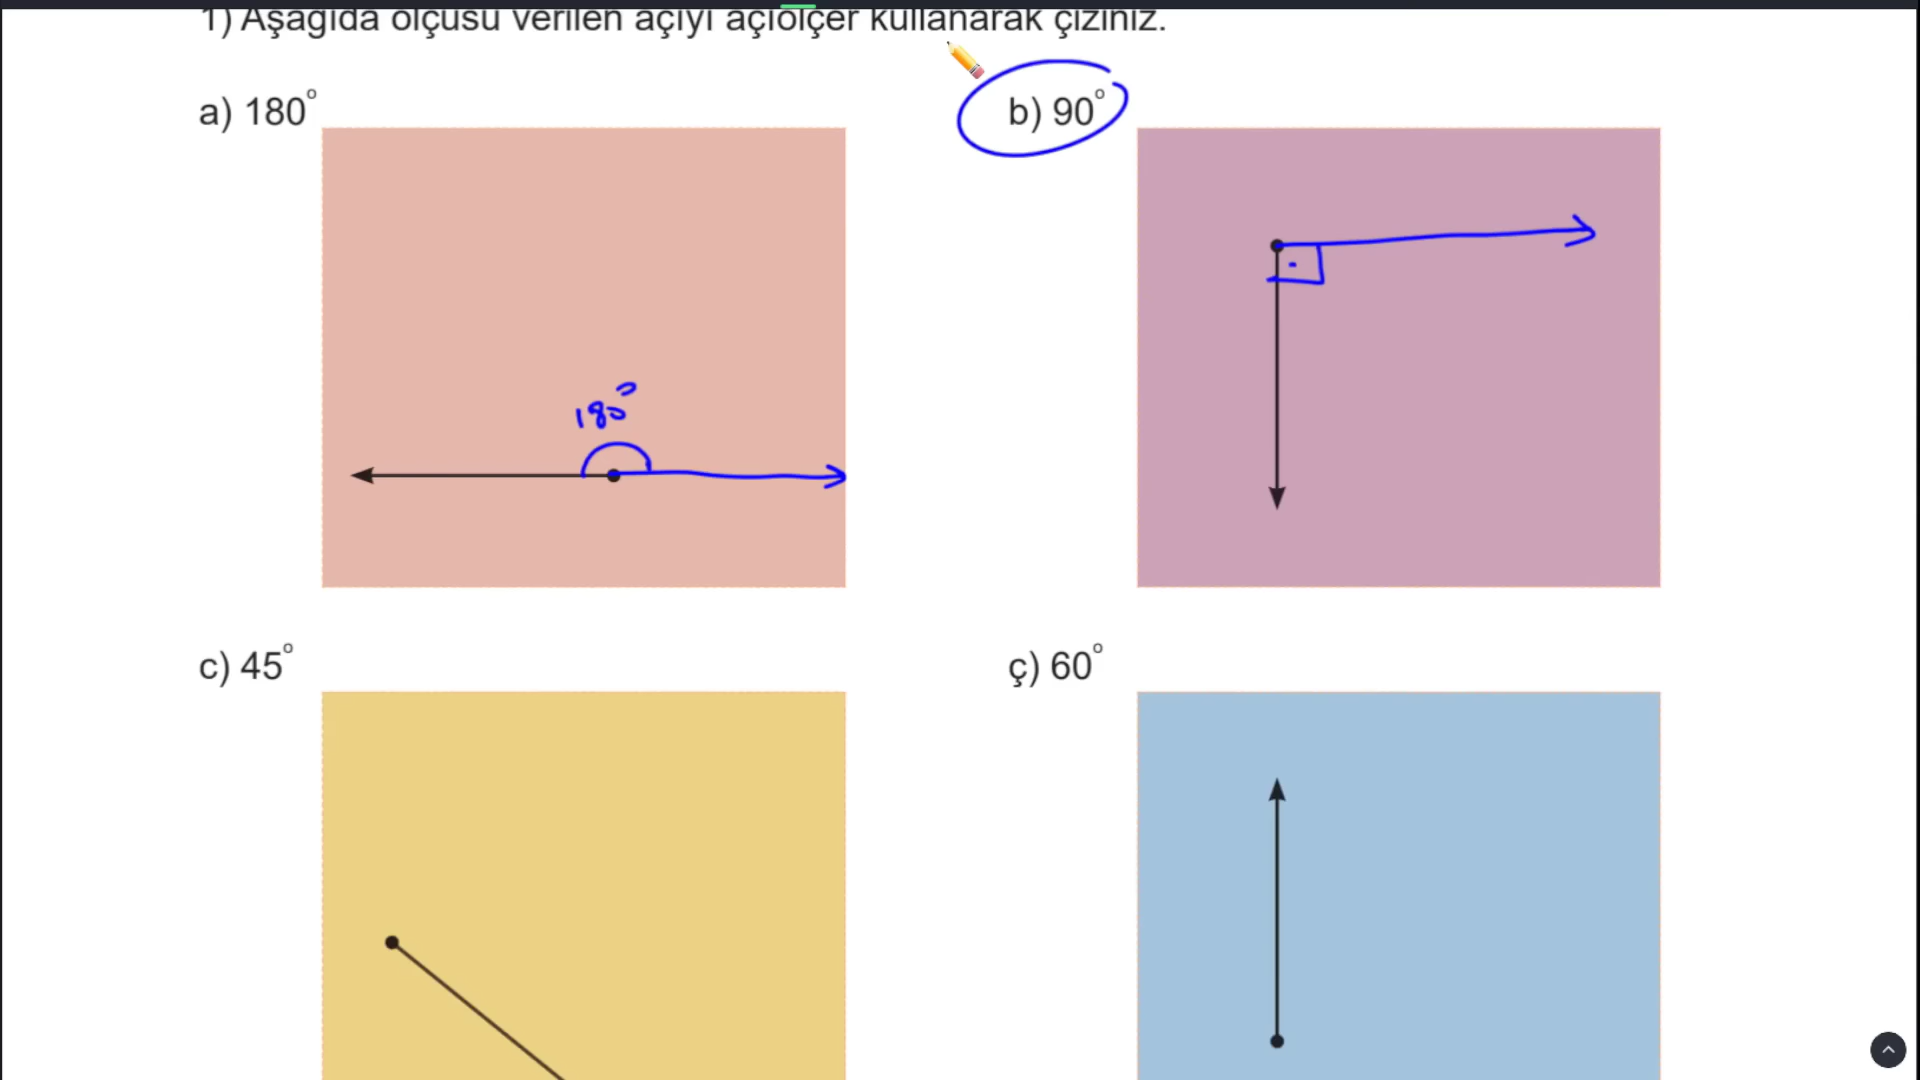 1) Aşağıda ölçüsü verilen açıyı açıölçer kullanarak çiziniz.
a) 180°
b) 90°
180°
c) 45°
ç) 60°